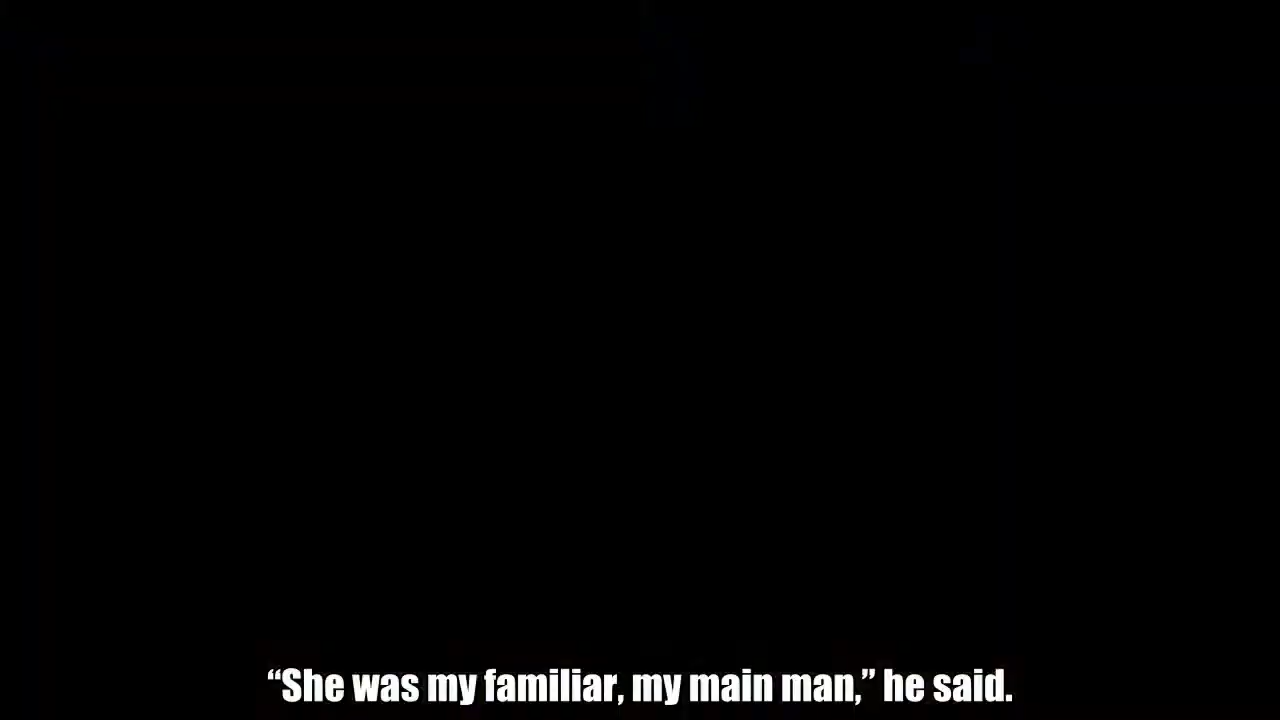 “She was my familiar, my main man,” he said.